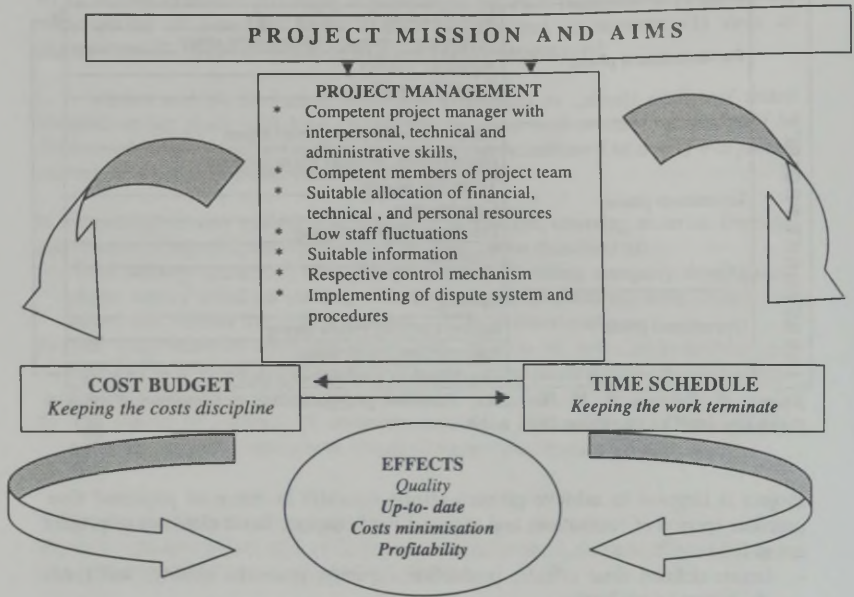 PROJECT MISSION AND AIMS
PROJECT MANAGEMENT
* Competent project manager with
interpersonal, technical and
administrative skills,
* Competent members of project team
* Suitable allocation of financial,
technical , and personal resources
* Low staff fluctuations
* Suitable information
* Respective control mechanism
* Implementing of dispute system and
procedures
COST BUDGET
Keeping the costs discipline
TIME SCHEDULE
Keeping the work terminate
EFFECTS
Quality
Up-to- date
Costs minimisation
Profitability